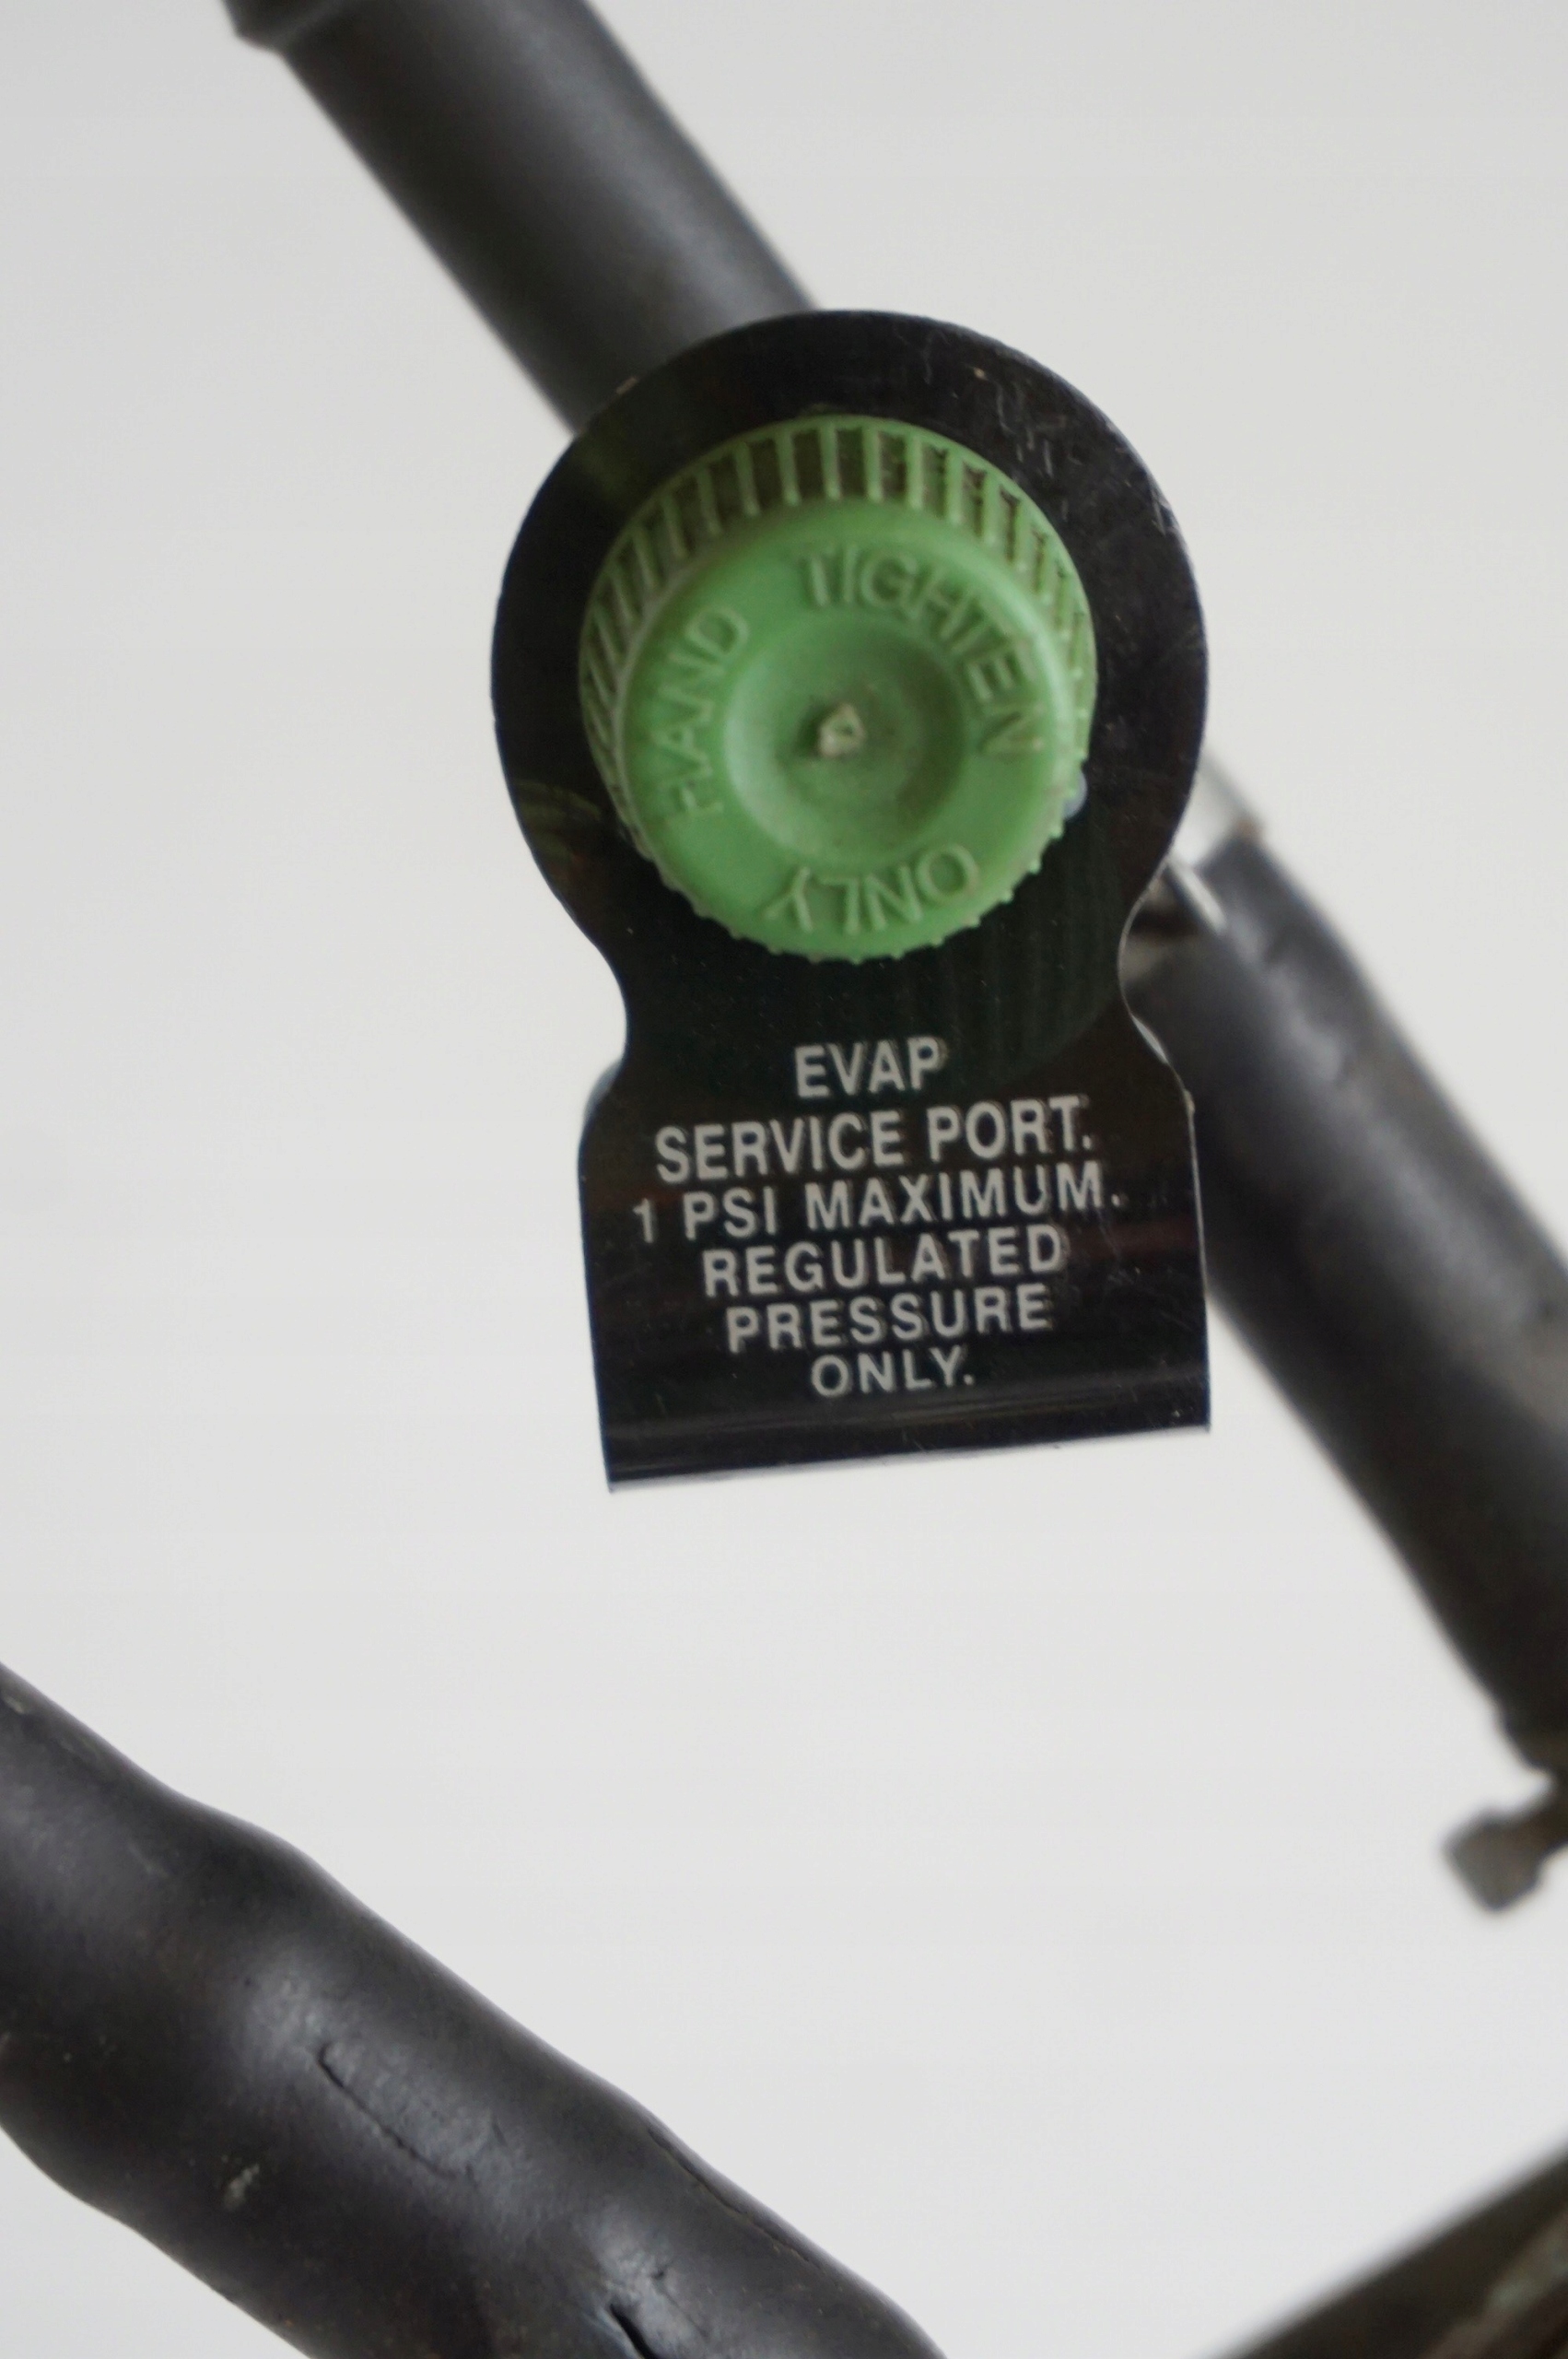 HAND TIGHTEN ONLY
EVAP
SERVICE PORT.
1 PSI MAXIMUM.
REGULATED
PRESSURE
ONLY.